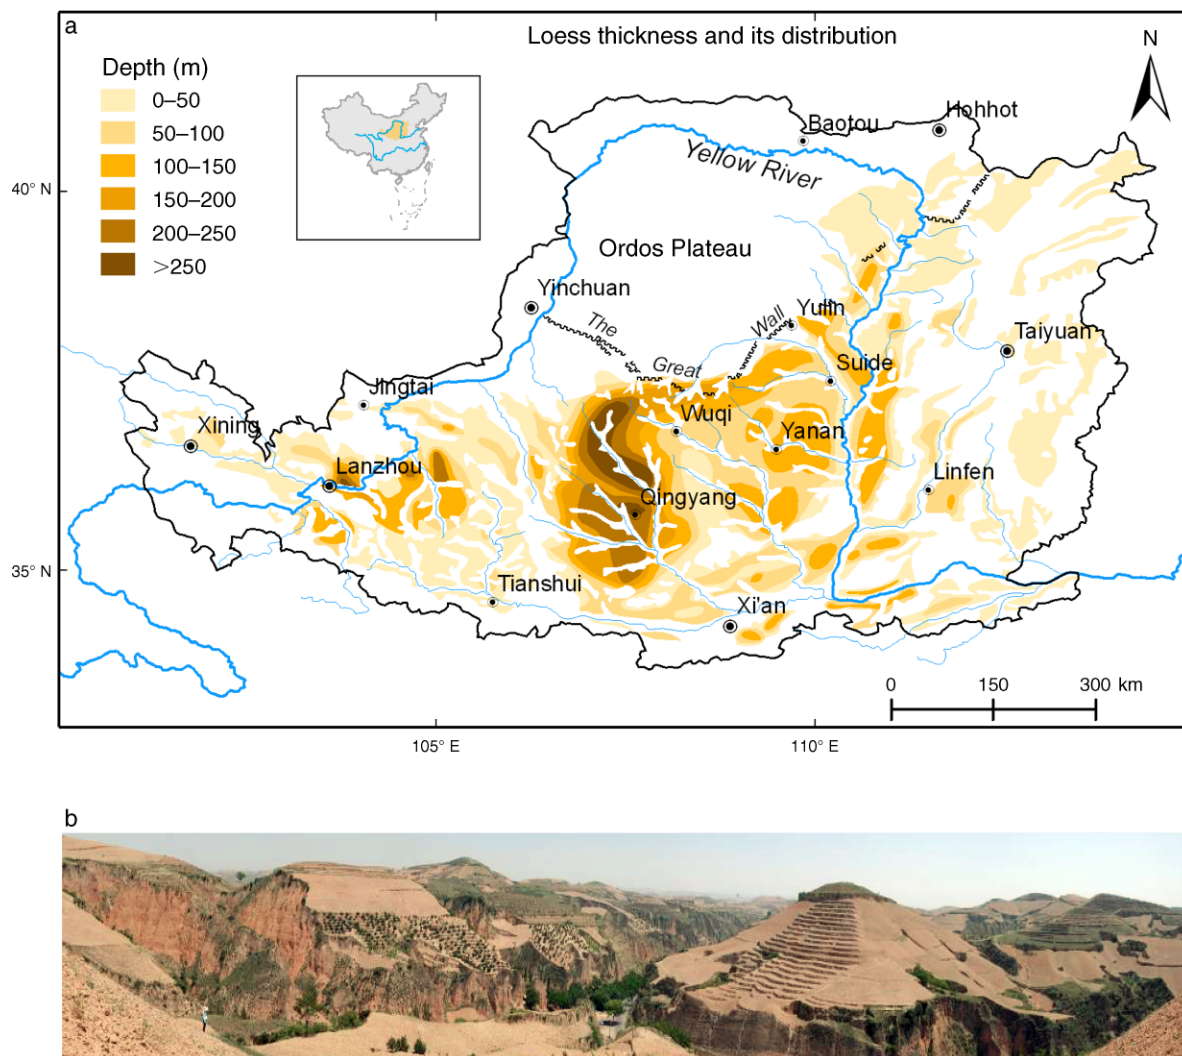 a
Loess thickness and its distribution
N
Depth (m)
0–50
50–100
100–150
150–200
200–250
>250
40° N
35° N
105° E
110° E
Hohhot
Baotou
Yellow River
Ordos Plateau
Yinchuan
The
Great
Wall
Yulin
Taiyuan
Suide
Jingtai
Wuqi
Xining
Yanan
Lanzhou
Linfen
Qingyang
Tianshui
Xi'an
0 150 300 km
b